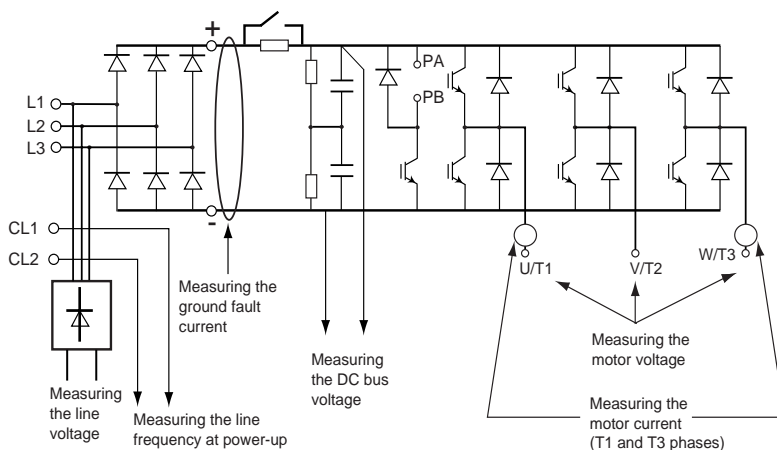 +
PA
PB
L1
L2
L3
-
CL1
CL2
U/T1
V/T2
W/T3
Measuring the
ground fault
current
Measuring
the DC bus
voltage
Measuring the
motor voltage
Measuring
the line
voltage
Measuring the line
frequency at power-up
Measuring the
motor current
(T1 and T3 phases)